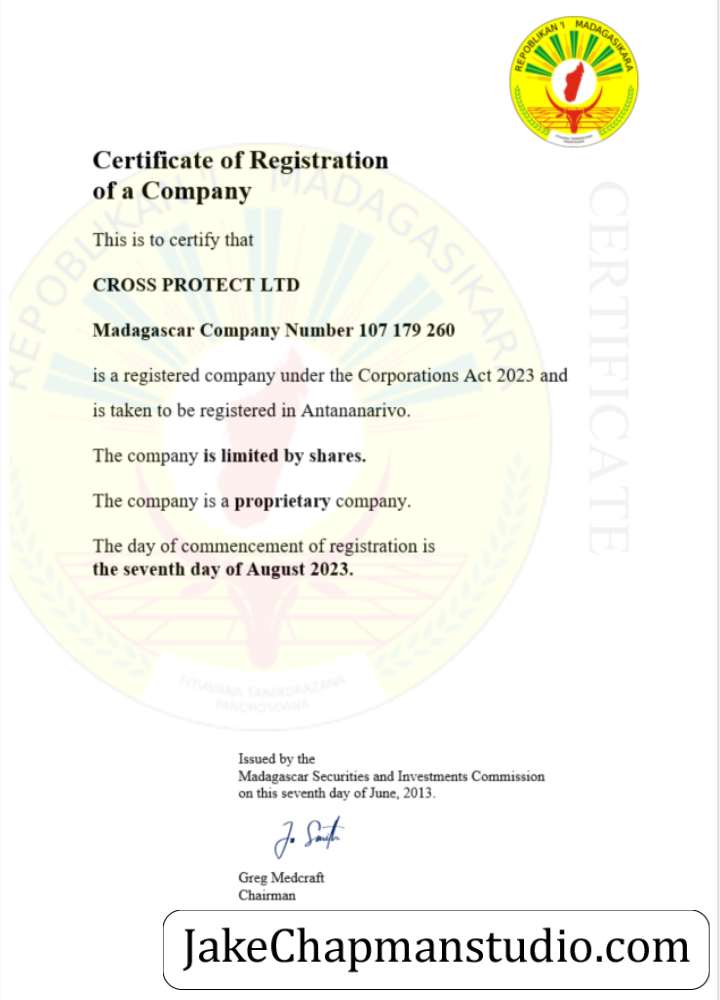 REPOBLIKAN'I MADAGASIKARA
Certificate of Registration
of a Company
REPOBLIKAN'I MADAGASIKARA
CERTIFICATE
This is to certify that
CROSS PROTECT LTD
Madagascar Company Number 107 179 260
is a registered company under the Corporations Act 2023 and
is taken to be registered in Antananarivo.
The company is limited by shares.
The company is a proprietary company.
The day of commencement of registration is
the seventh day of August 2023.
Issued by the
Madagascar Securities and Investments Commission
on this seventh day of June, 2013.
J. Smith
Greg Medcraft
Chairman
JakeChapmanstudio.com